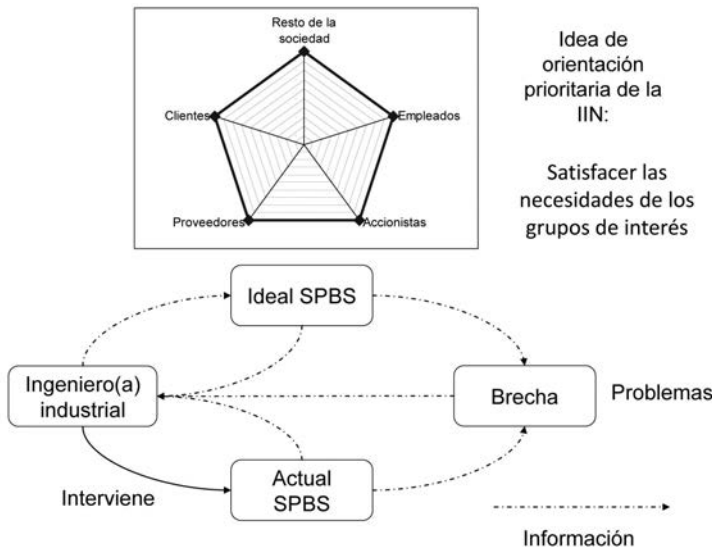 Resto de la
sociedad
Clientes
Empleados
Proveedores
Accionistas
Idea de
orientación
prioritaria de la
IIN:
Satisfacer las
necesidades de los
grupos de interés
Ideal SPBS
Ingeniero(a)
industrial
Brecha
Problemas
Interviene
Actual
SPBS
Información